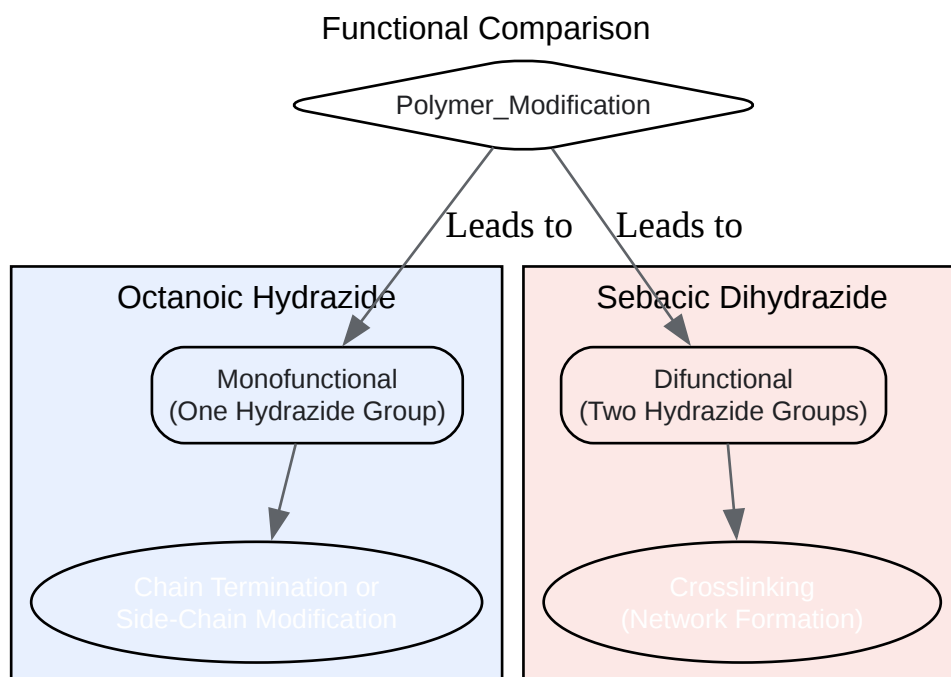 Functional Comparison
Polymer_Modification
Leads to
Leads to
Octanoic Hydrazide
Monofunctional
(One Hydrazide Group)
Chain Termination or
Side-Chain Modification
Sebacic Dihydrazide
Difunctional
(Two Hydrazide Groups)
Crosslinking
(Network Formation)